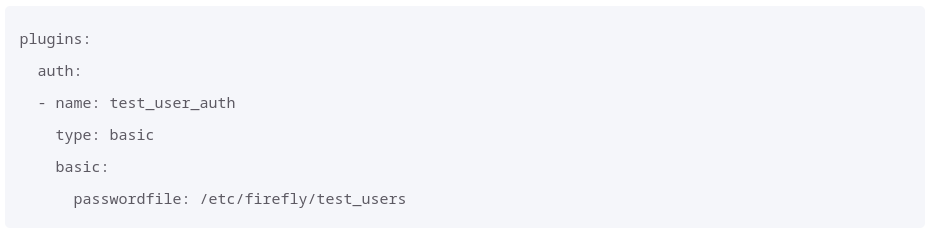 plugins:
  auth:
  - name: test_user_auth
    type: basic
    basic:
      passwordfile: /etc/firefly/test_users